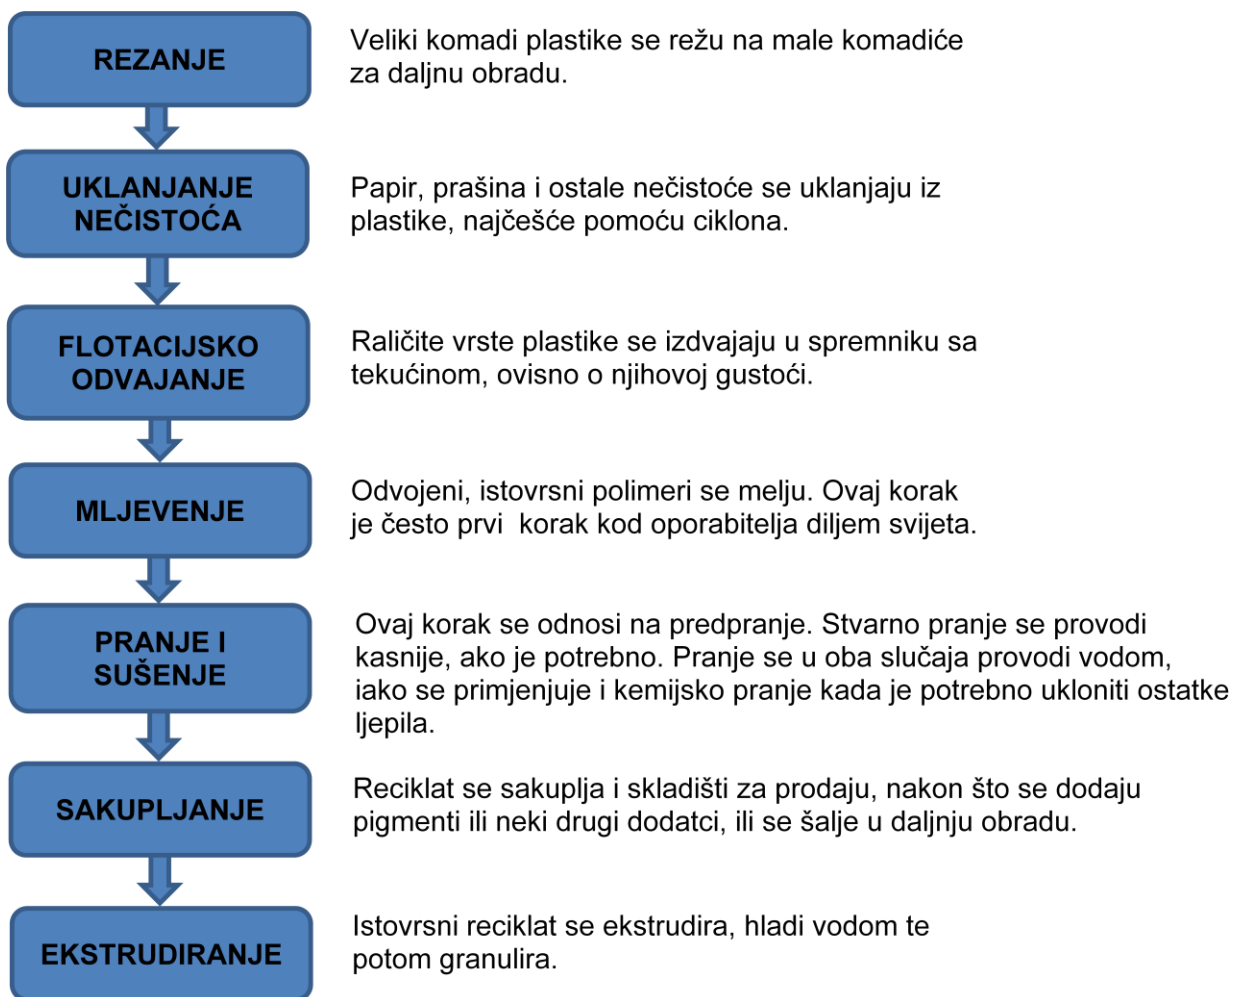 REZANJE
Veliki komadi plastike se režu na male komadiće
za daljnu obradu.
UKLANJANJE
NEČISTOĆA
Papir, prašina i ostale nečistoće se uklanjaju iz
plastike, najčešće pomoću ciklona.
FLOTACIJSKO
ODVAJANJE
Raličite vrste plastike se izdvajaju u spremniku sa
tekućinom, ovisno o njihovoj gustoći.
MLJEVENJE
Odvojeni, istovrsni polimeri se melju. Ovaj korak
je često prvi korak kod oporabitelja diljem svijeta.
PRANJE I
SUŠENJE
Ovaj korak se odnosi na predpranje. Stvarno pranje se provodi
kasnije, ako je potrebno. Pranje se u oba slučaja provodi vodom,
iako se primjenjuje i kemijsko pranje kada je potrebno ukloniti ostatke
ljepila.
SAKUPLJANJE
Reciklat se sakuplja i skladišti za prodaju, nakon što se dodaju
pigmenti ili neki drugi dodatci, ili se šalje u daljnju obradu.
EKSTRUDIRANJE
Istovrsni reciklat se ekstrudira, hladi vodom te
potom granulira.